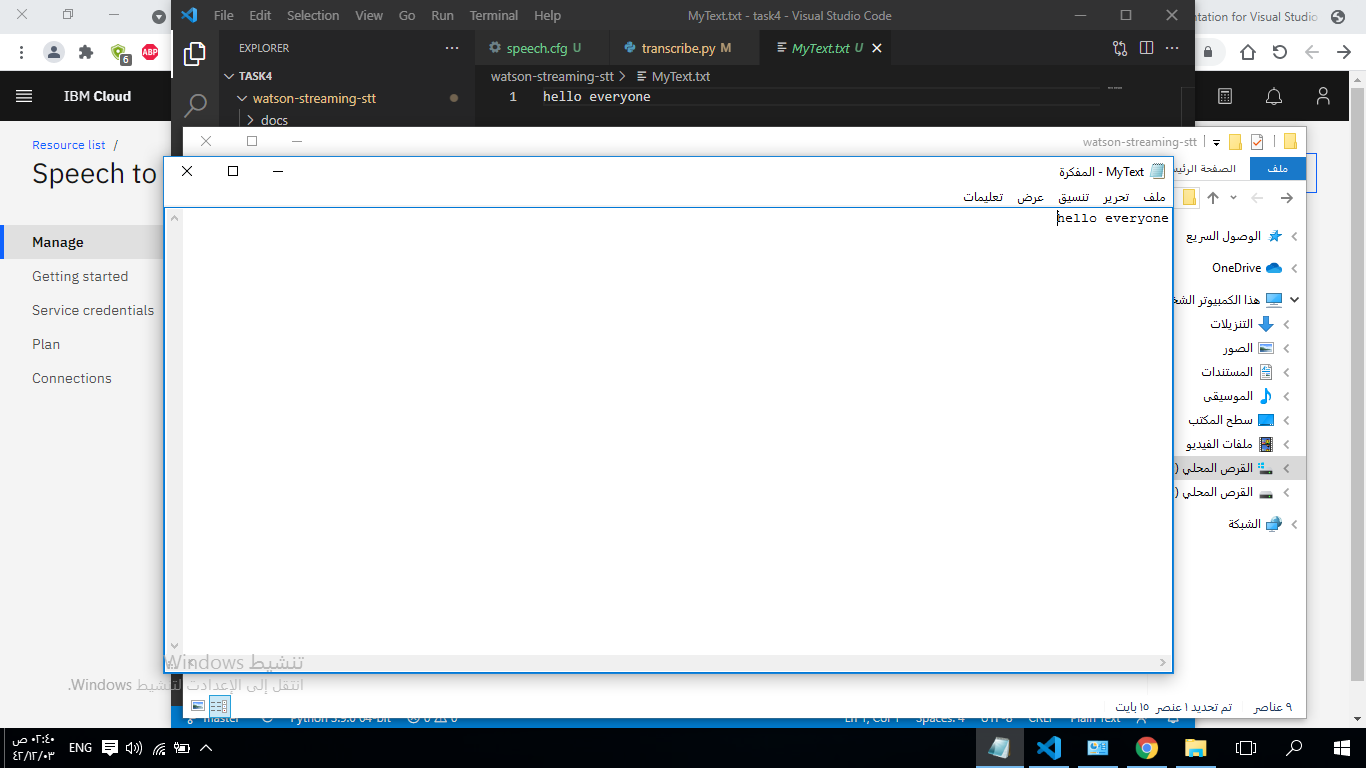 File Edit Selection View Go Run Terminal Help
MyText.txt - task4 - Visual Studio Code
ntation for Visual Studio
6
ABP
EXPLORER
speech.cfg U
transcribe.py M
MyText.txt U
TASK4
watson-streaming-stt
docs
watson-streaming-stt > MyText.txt
1 hello everyone
IBM Cloud
Resource list /
Speech to
Manage
Getting started
Service credentials
Plan
Connections
watson-streaming-stt
ملف
الصفحة الرئيس
MyText - المفكرة
ملف تحرير تنسيق عرض تعليمات
hello everyone
الوصول السريع
OneDrive
هذا الكمبيوتر الشخ
التنزيلات
الصور
المستندات
الموسيقى
سطح المكتب
ملفات الفيديو
القرص المحلي (
القرص المحلي (
الشبكة
تنشيط Windows
انتقل إلى الإعدادات لتنشيط Windows.
٩ عناصر
تم تحديد ١ عنصر ١٥ بايت
master
Python 3.9.0 64-bit
0 0
Ln 1, Col 1
Spaces: 4
UTF-8
CRLF
Plain Text
ENG
٠٢:٤٠ ص
٤٢/١٢/٠٣